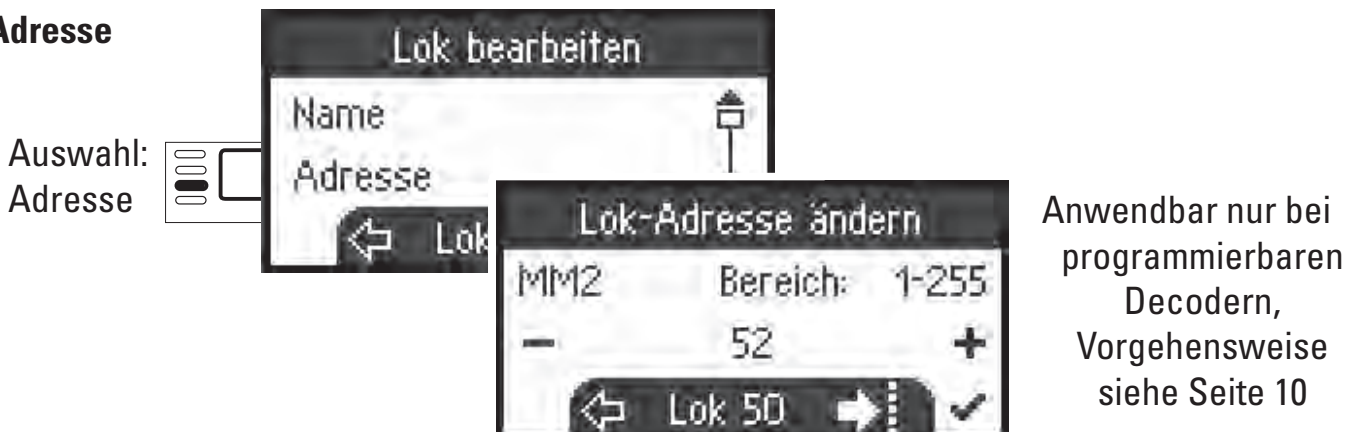 Adresse
Auswahl:
Adresse
Lok bearbeiten
Name
Adresse
Lok
Lok-Adresse ändern
MM2 Bereich: 1-255
– 52 +
Lok 50
Anwendbar nur bei
programmierbaren
Decodern,
Vorgehensweise
siehe Seite 10